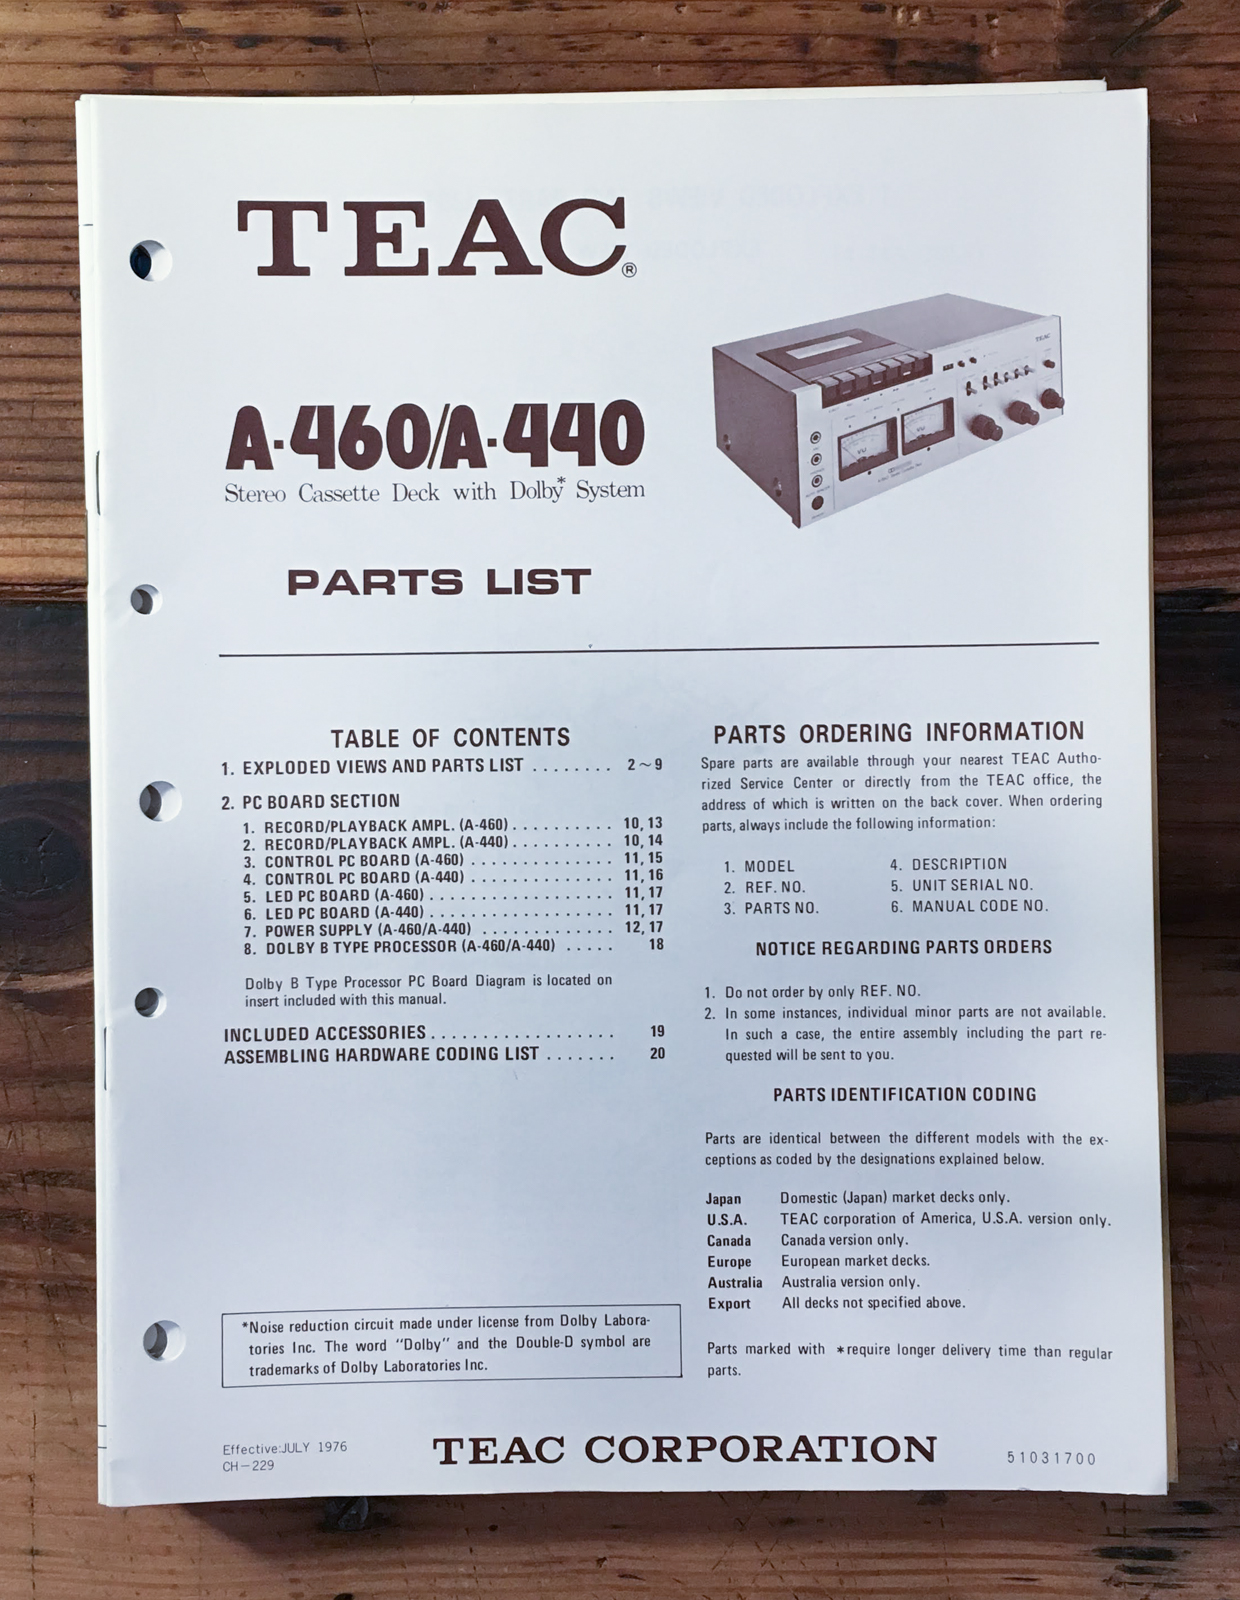 TEAC®
TEAC
A-460/A-440
Stereo Cassette Deck with Dolby* System
PARTS LIST
TABLE OF CONTENTS
1. EXPLODED VIEWS AND PARTS LIST ........ 2~9
2. PC BOARD SECTION
1. RECORD/PLAYBACK AMPL. (A-460) .......... 10, 13
2. RECORD/PLAYBACK AMPL. (A-440) .......... 10, 14
3. CONTROL PC BOARD (A-460) .............. 11, 15
4. CONTROL PC BOARD (A-440) .............. 11, 16
5. LED PC BOARD (A-460) .................. 11, 17
6. LED PC BOARD (A-440) .................. 11, 17
7. POWER SUPPLY (A-460/A-440) ............. 12, 17
8. DOLBY B TYPE PROCESSOR (A-460/A-440) ..... 18
Dolby B Type Processor PC Board Diagram is located on
insert included with this manual.
INCLUDED ACCESSORIES .................. 19
ASSEMBLING HARDWARE CODING LIST ....... 20
*Noise reduction circuit made under license from Dolby Labora-
tories Inc. The word "Dolby" and the Double-D symbol are
trademarks of Dolby Laboratories Inc.
PARTS ORDERING INFORMATION
Spare parts are available through your nearest TEAC Autho-
rized Service Center or directly from the TEAC office, the
address of which is written on the back cover. When ordering
parts, always include the following information:
1. MODEL 4. DESCRIPTION
2. REF. NO. 5. UNIT SERIAL NO.
3. PARTS NO. 6. MANUAL CODE NO.
NOTICE REGARDING PARTS ORDERS
1. Do not order by only REF. NO.
2. In some instances, individual minor parts are not available.
In such a case, the entire assembly including the part re-
quested will be sent to you.
PARTS IDENTIFICATION CODING
Parts are identical between the different models with the ex-
ceptions as coded by the designations explained below.
Japan Domestic (Japan) market decks only.
U.S.A. TEAC corporation of America, U.S.A. version only.
Canada Canada version only.
Europe European market decks.
Australia Australia version only.
Export All decks not specified above.
Parts marked with *require longer delivery time than regular
parts.
Effective:JULY 1976
CH-229
TEAC CORPORATION
51031700